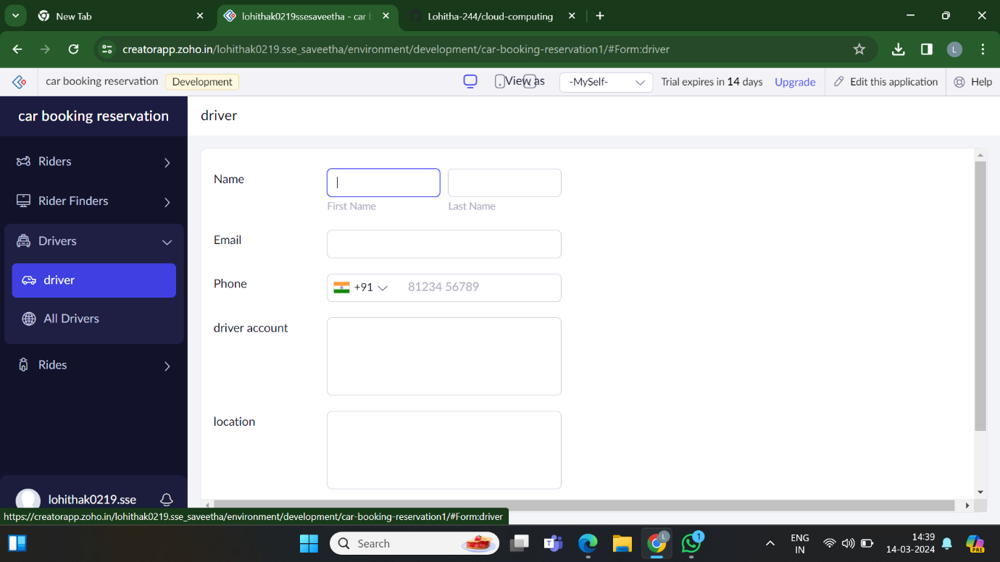 New Tab
lohithak0219ssesaveetha - car b
Lohitha-244/cloud-computing
creatorapp.zoho.in/lohithak0219.sse_saveetha/environment/development/car-booking-reservation1/#Form:driver
L
car booking reservation
Development
View as
-MySelf-
Trial expires in 14 days
Upgrade
Edit this application
Help
car booking reservation
driver
Riders
Rider Finders
Drivers
driver
All Drivers
Rides
lohithak0219.sse
Name
First Name
Last Name
Email
Phone
+91
81234 56789
driver account
location
https://creatorapp.zoho.in/lohithak0219.sse_saveetha/environment/development/car-booking-reservation1/#Form:driver
Search
L
1
ENG
IN
14:39
14-03-2024
PRE